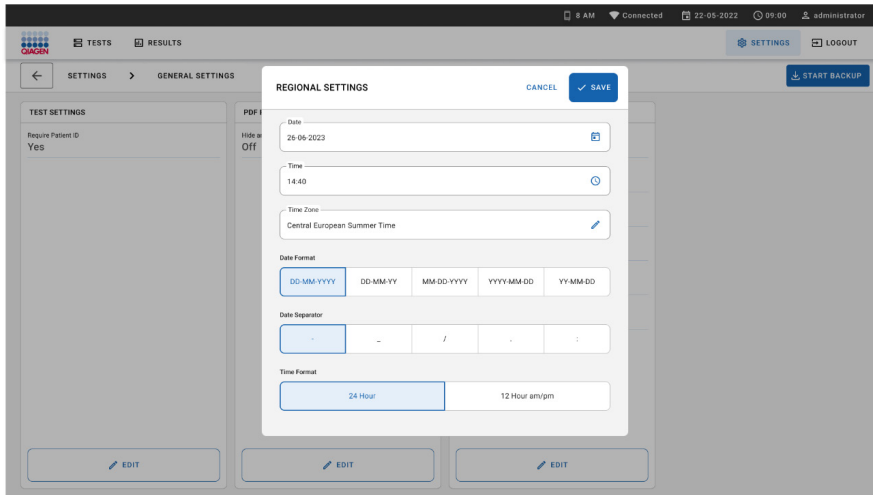 8 AM Connected 22-05-2022 09:00 administrator
QIAGEN TESTS RESULTS SETTINGS LOGOUT
SETTINGS > GENERAL SETTINGS START BACKUP
REGIONAL SETTINGS CANCEL SAVE
TEST SETTINGS
PDF
Require Patient ID
Yes
Hide
Off
Date
26-06-2023
Time
14:40
Time Zone
Central European Summer Time
Date Format
DD-MM-YYYY DD-MM-YY MM-DD-YYYY YYYY-MM-DD YY-MM-DD
Date Separator
- _ / . :
Time Format
24 Hour 12 Hour am/pm
EDIT EDIT EDIT